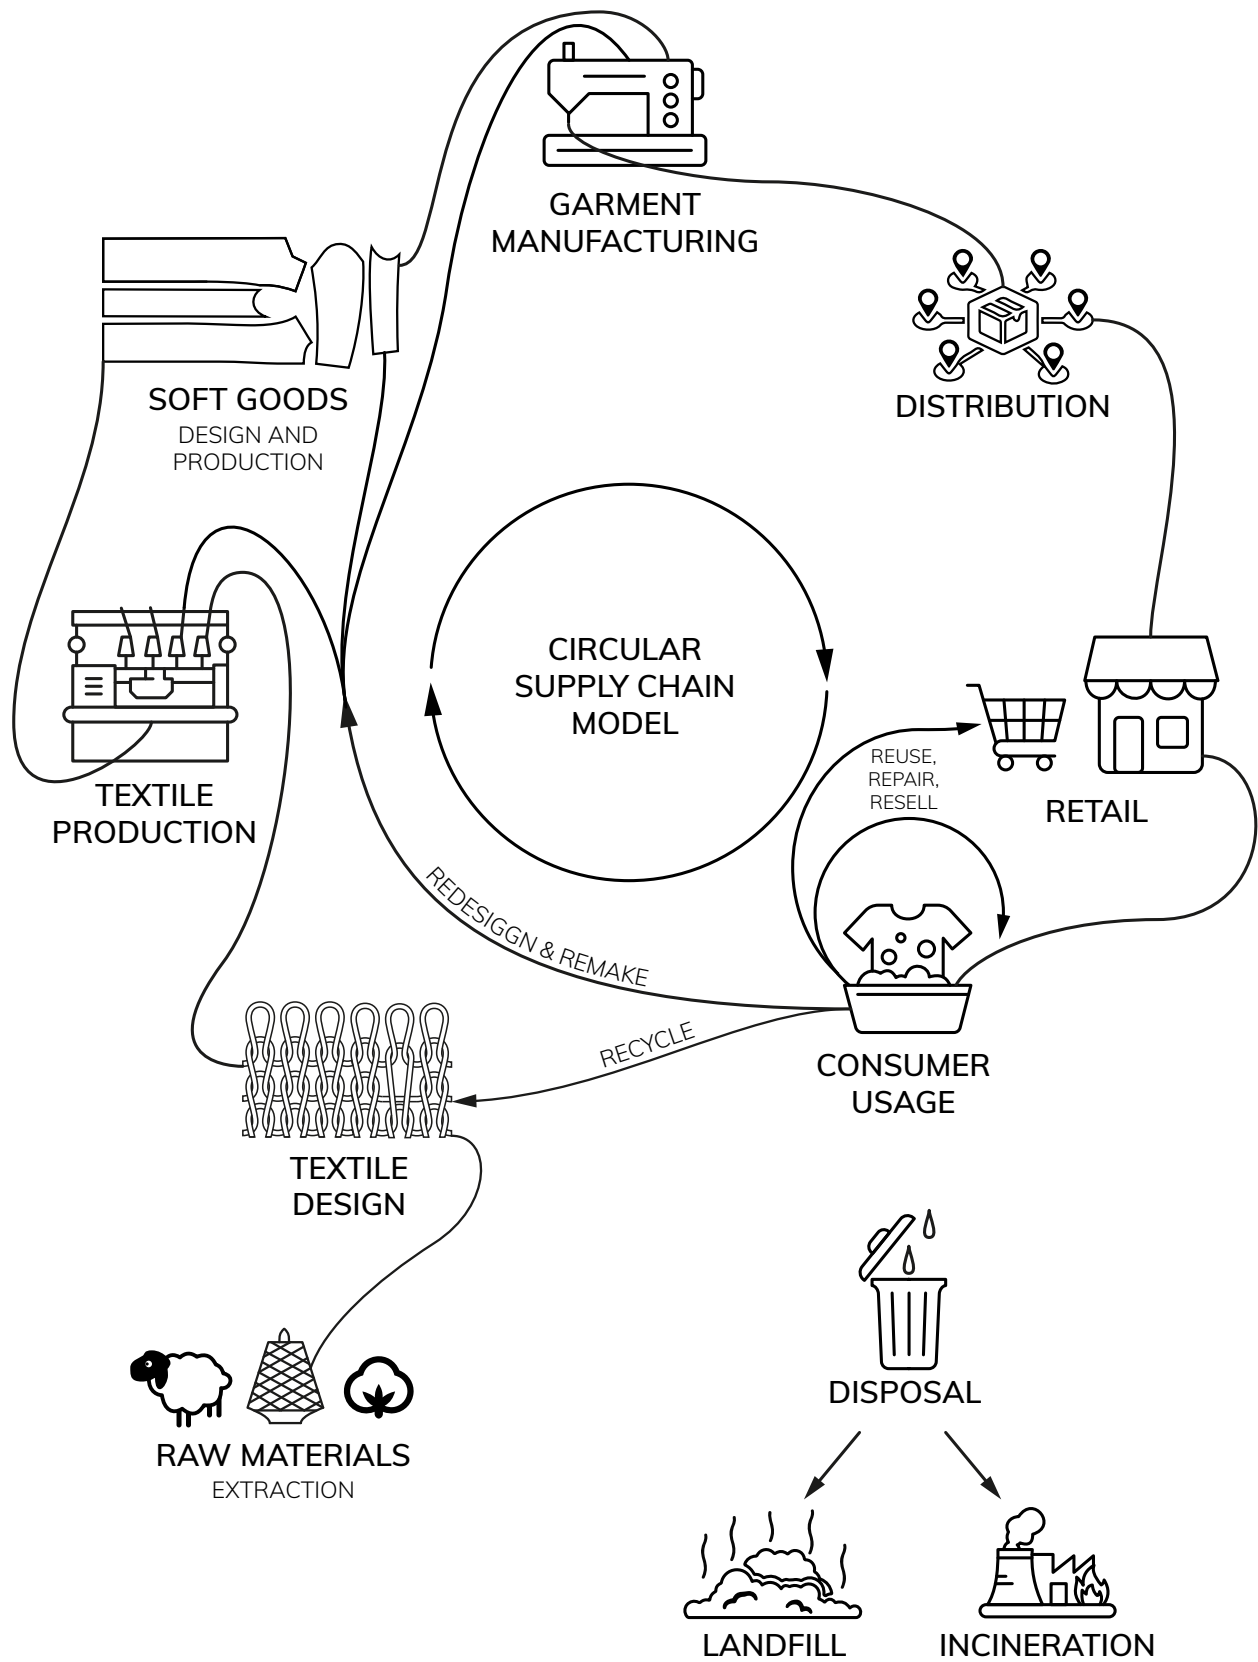 GARMENT
MANUFACTURING
SOFT GOODS
DESIGN AND
PRODUCTION
DISTRIBUTION
CIRCULAR
SUPPLY CHAIN
MODEL
TEXTILE
PRODUCTION
REUSE,
REPAIR,
RESELL
RETAIL
REDESIGGN & REMAKE
RECYCLE
CONSUMER
USAGE
TEXTILE
DESIGN
DISPOSAL
RAW MATERIALS
EXTRACTION
LANDFILL
INCINERATION